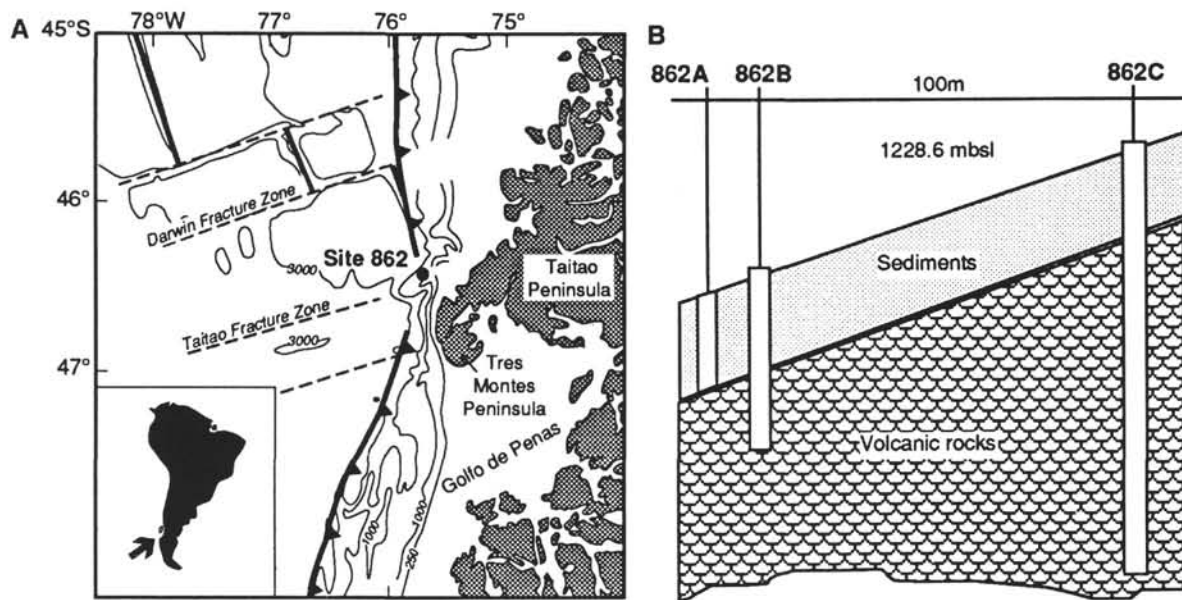 A
45°S
78°W
77°
76°
75°
46°
47°
Darwin Fracture Zone
3000
Site 862
Taitao
Peninsula
Taitao Fracture Zone
3000
Tres
Montes
Peninsula
Golfo de Penas
1000
1000
250
B
862A
862B
862C
100m
1228.6 mbsl
Sediments
Volcanic rocks